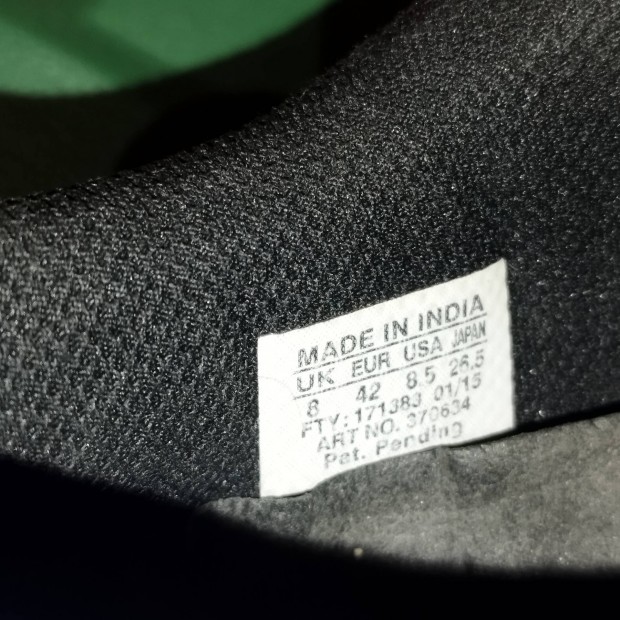 MADE IN INDIA
UK EUR USA JAPAN
8 42 8.5 26.5
FTY: 171383 01/15
ART NO. 370634
Pat. Pending